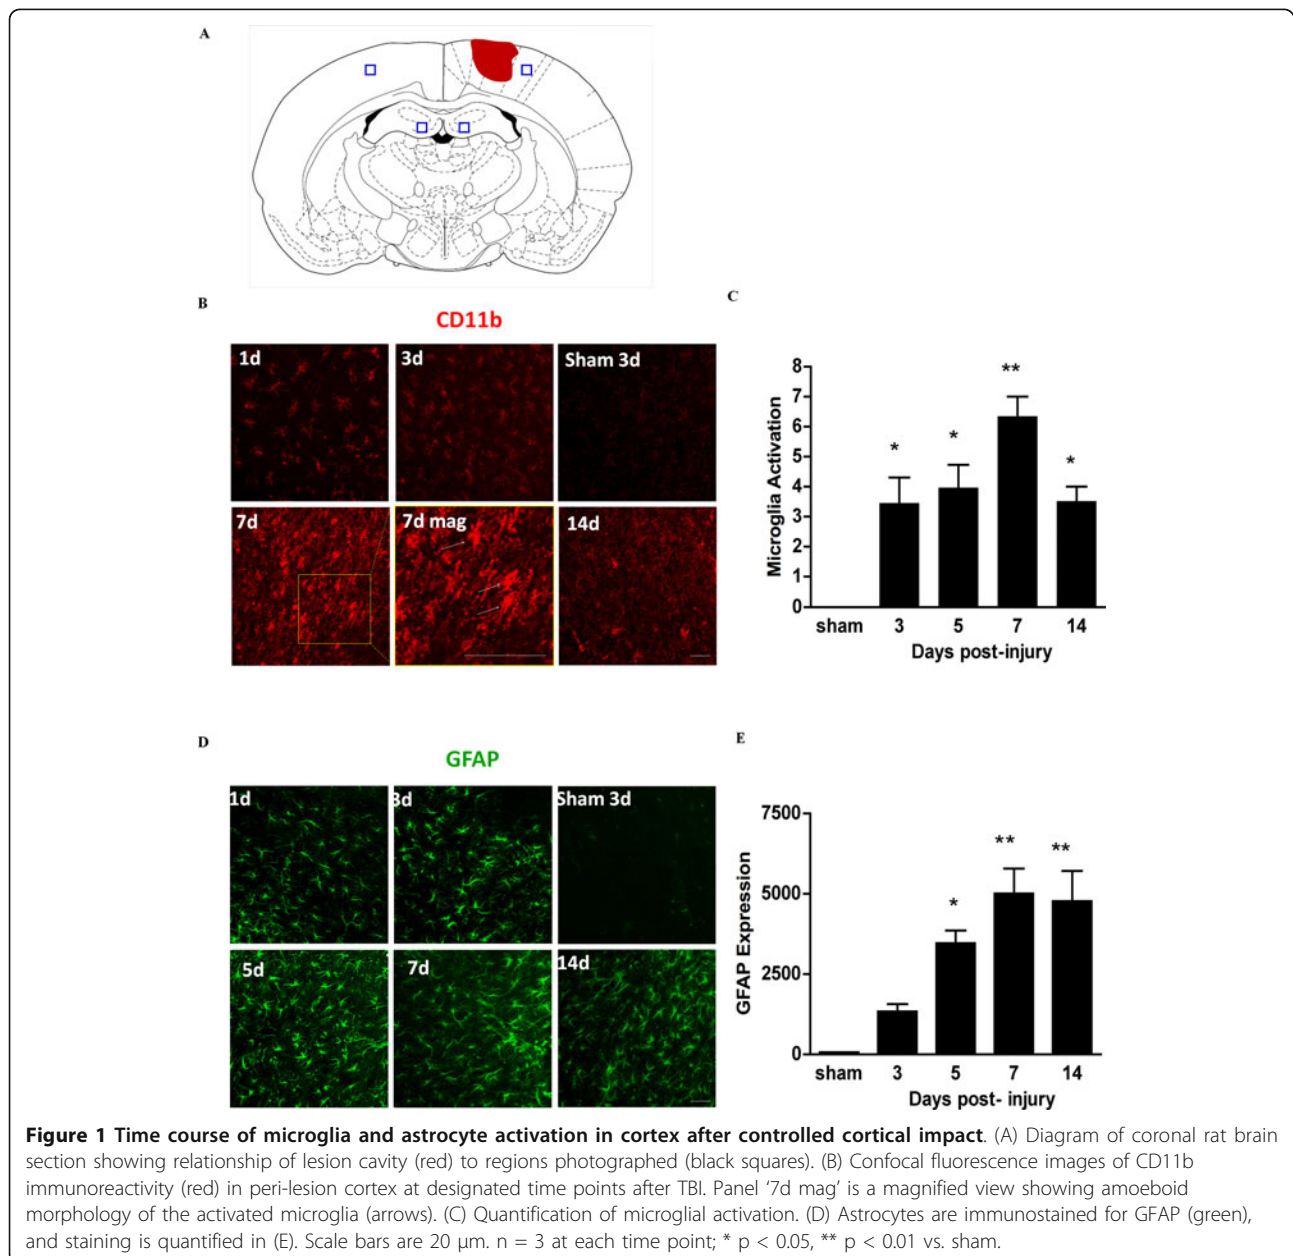 A
B
CD11b
1d
3d
Sham 3d
7d
7d mag
14d
C
8
7
6
5
4
3
2
1
0
Microglia Activation
*
*
**
*
sham 3 5 7 14
Days post-injury
D
GFAP
1d
3d
Sham 3d
5d
7d
14d
E
7500
5000
2500
0
GFAP Expression
*
**
**
sham 3 5 7 14
Days post- injury
Figure 1 Time course of microglia and astrocyte activation in cortex after controlled cortical impact. (A) Diagram of coronal rat brain
section showing relationship of lesion cavity (red) to regions photographed (black squares). (B) Confocal fluorescence images of CD11b
immunoreactivity (red) in peri-lesion cortex at designated time points after TBI. Panel ‘7d mag’ is a magnified view showing amoeboid
morphology of the activated microglia (arrows). (C) Quantification of microglial activation. (D) Astrocytes are immunostained for GFAP (green),
and staining is quantified in (E). Scale bars are 20 μm. n = 3 at each time point; * p < 0.05, ** p < 0.01 vs. sham.